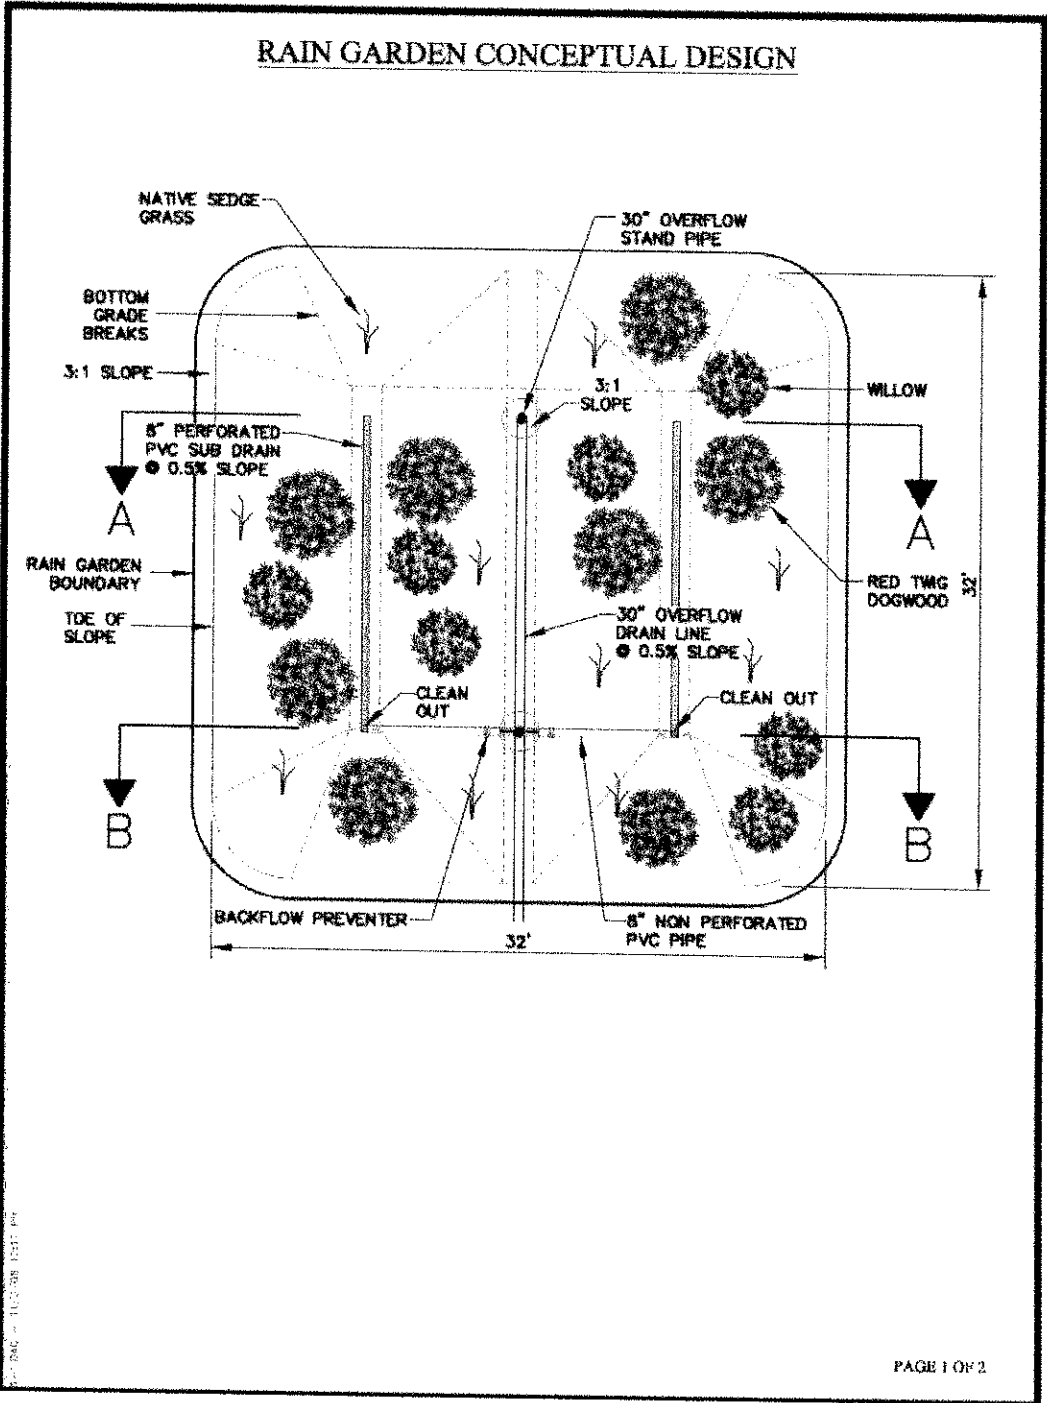 RAIN GARDEN CONCEPTUAL DESIGN
NATIVE SEDGE
GRASS
30" OVERFLOW
STAND PIPE
BOTTOM
GRADE
BREAKS
3:1 SLOPE
3:1
SLOPE
WILLOW
8" PERFORATED
PVC SUB DRAIN
@ 0.5% SLOPE
A
A
RAIN GARDEN
BOUNDARY
RED TWIG
DOGWOOD
32'
TOE OF
SLOPE
30" OVERFLOW
DRAIN LINE
@ 0.5% SLOPE
CLEAN
OUT
CLEAN OUT
B
B
BACKFLOW PREVENTER
8" NON PERFORATED
PVC PIPE
32'
PAGE 1 OF 2